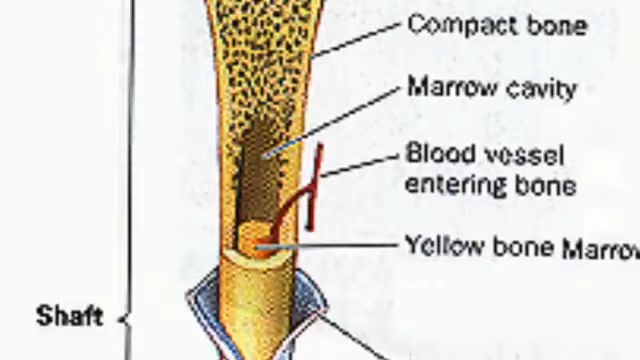 Compact bone
Marrow cavity
Blood vessel
entering bone
Yellow bone Marrow
Shaft